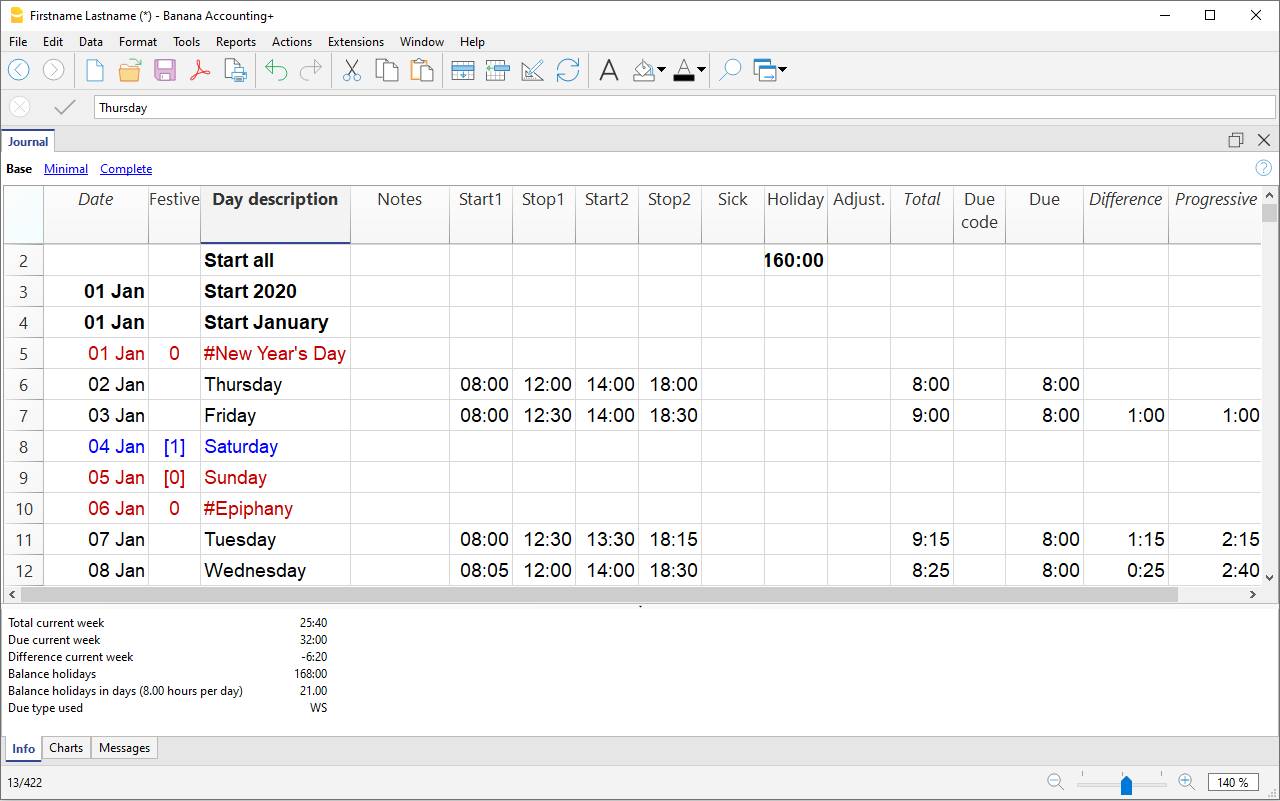 Firstname Lastname (*) - Banana Accounting+
File Edit Data Format Tools Reports Actions Extensions Window Help
Thursday
Journal
Base Minimal Complete
Date Festive Day description Notes Start1 Stop1 Start2 Stop2 Sick Holiday Adjust. Total Due code Due Difference Progressive
2 Start all 160:00
3 01 Jan Start 2020
4 01 Jan Start January
5 01 Jan 0 #New Year's Day
6 02 Jan Thursday 08:00 12:00 14:00 18:00 8:00 8:00
7 03 Jan Friday 08:00 12:30 14:00 18:30 9:00 8:00 1:00 1:00
8 04 Jan [1] Saturday
9 05 Jan [0] Sunday
10 06 Jan 0 #Epiphany
11 07 Jan Tuesday 08:00 12:30 13:30 18:15 9:15 8:00 1:15 2:15
12 08 Jan Wednesday 08:05 12:00 14:00 18:30 8:25 8:00 0:25 2:40
Total current week 25:40
Due current week 32:00
Difference current week -6:20
Balance holidays 168:00
Balance holidays in days (8.00 hours per day) 21.00
Due type used WS
Info Charts Messages
13/422 140 %